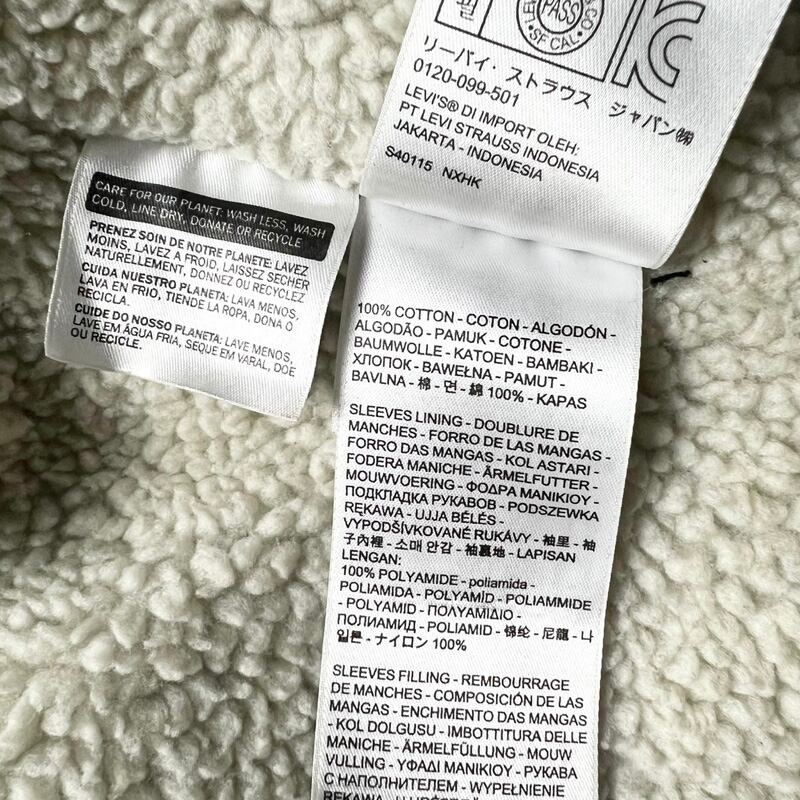 PASS
SF CAL
リーバイ・ストラウス ジャパン㈱
0120-099-501
LEVI'S® DI IMPORT OLEH:
PT LEVI STRAUSS INDONESIA
JAKARTA - INDONESIA
S40115 NXHK
CARE FOR OUR PLANET: WASH LESS, WASH
COLD, LINE DRY, DONATE OR RECYCLE
PRENEZ SOIN DE NOTRE PLANETE: LAVEZ
MOINS, LAVEZ A FROID, LAISSEZ SECHER
NATURELLEMENT, DONNEZ OU RECYCLEZ
CUIDA NUESTRO PLANETA: LAVA MENOS,
LAVA EN FRIO, TIENDE LA ROPA, DONA O
RECICLA.
CUIDE DO NOSSO PLANETA: LAVE MENOS,
LAVE EM ÁGUA FRIA, SEQUE EM VARAL, DOE
OU RECICLE.
100% COTTON - COTON - ALGODÓN -
ALGODÃO - PAMUK - COTONE -
BAUMWOLLE - KATOEN - BAMBAKI -
ХЛОПОК - BAWEŁNA - PAMUT -
BAVLNA - 棉 - 면 - 綿 100% - KAPAS
SLEEVES LINING - DOUBLURE DE
MANCHES - FORRO DE LAS MANGAS -
FORRO DAS MANGAS - KOL ASTARI -
FODERA MANICHE - ÄRMELFUTTER -
MOUWVOERING - ΦΟΔΡΑ ΜΑΝΙΚΙΟΥ -
ПОДКЛАДКА РУКАВОВ - PODSZEWKA
RĘKAWA - UJJA BÉLÉS -
VYPODŠÍVKOVANÉ RUKÁVY - 袖里 - 袖
子內裡 - 소매 안감 - 袖裏地 - LAPISAN
LENGAN:
100% POLYAMIDE - poliamida -
POLIAMIDA - POLYAMİD - POLIAMMIDE
- POLYAMID - ΠΟΛΥΑΜΙΔΙΟ -
ПОЛИАМИД - POLIAMID - 锦纶 - 尼龍 - 나
일론 - ナイロン 100%
SLEEVES FILLING - REMBOURRAGE
DE MANCHES - COMPOSICIÓN DE LAS
MANGAS - ENCHIMENTO DAS MANGAS
- KOL DOLGUSU - IMBOTTITURA DELLE
MANICHE - ÄRMELFÜLLUNG - MOUW
VULLING - ΥΦΑΔΙ ΜΑΝΙΚΙΟΥ - РУКАВА
С НАПОЛНИТЕЛЕМ - WYPEŁNIENIE